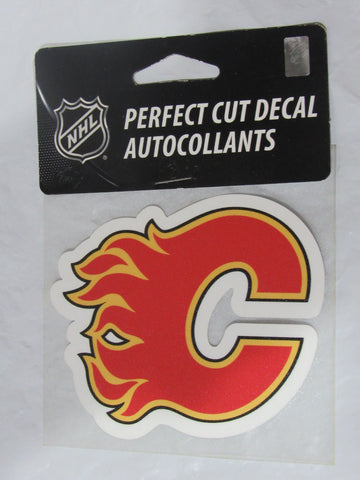 NHL
PERFECT CUT DECAL
AUTOCOLLANTS
C